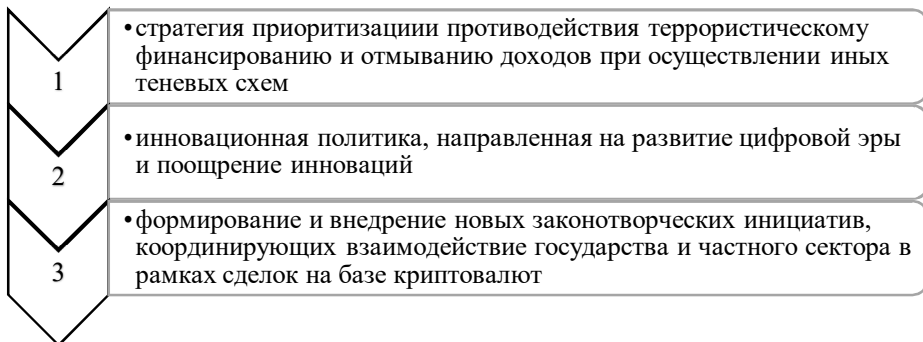 •стратегия приоритизациии противодействия террористическому
финансированию и отмыванию доходов при осуществлении иных
теневых схем
1
•инновационная политика, направленная на развитие цифровой эры
и поощрение инноваций
2
•формирование и внедрение новых законотворческих инициатив,
координирующих взаимодействие государства и частного сектора в
рамках сделок на базе криптовалют
3